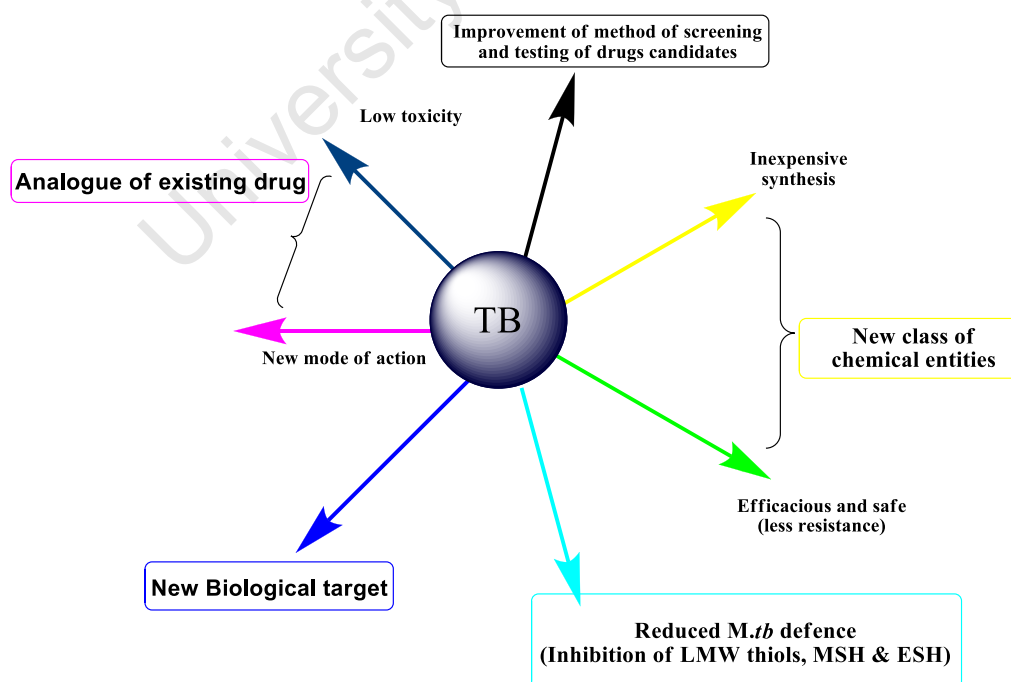 Improvement of method of screening
and testing of drugs candidates
Low toxicity
Inexpensive
synthesis
Analogue of existing drug
TB
New mode of action
New class of
chemical entities
Efficacious and safe
(less resistance)
New Biological target
Reduced M.tb defence
(Inhibition of LMW thiols, MSH & ESH)
University